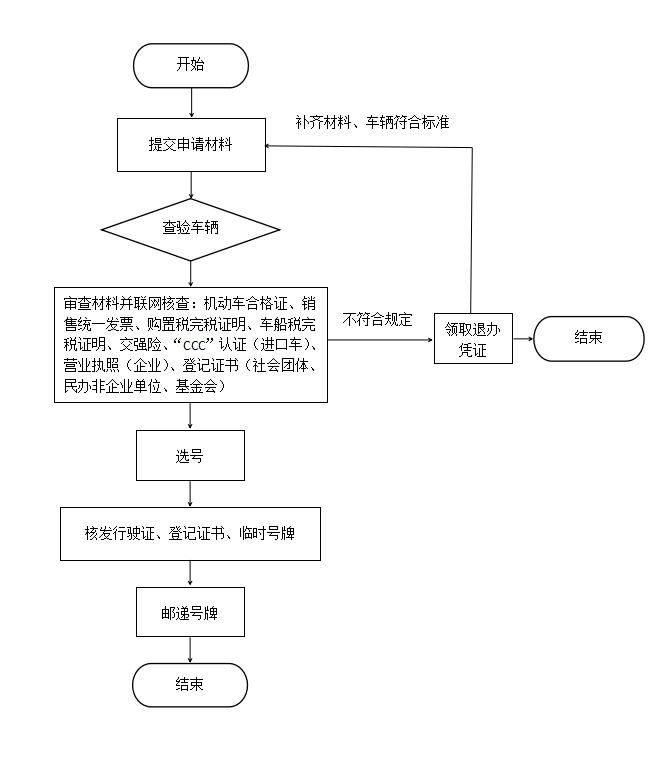 开始
补齐材料、车辆符合标准
提交申请材料
查验车辆
审查材料并联网核查：机动车合格证、销
售统一发票、购置税完税证明、车船税完
税证明、交强险、“CCC”认证（进口车）、
营业执照（企业）、登记证书（社会团体、
民办非企业单位、基金会）
不符合规定
领取退办
凭证
结束
选号
核发行驶证、登记证书、临时号牌
邮递号牌
结束